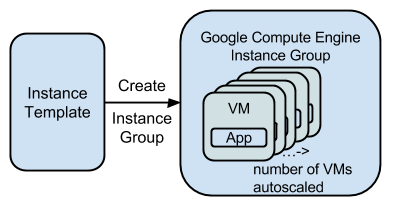 Instance
Template
Create
Instance
Group
Google Compute Engine
Instance Group
VM
App
...->
number of VMs
autoscaled